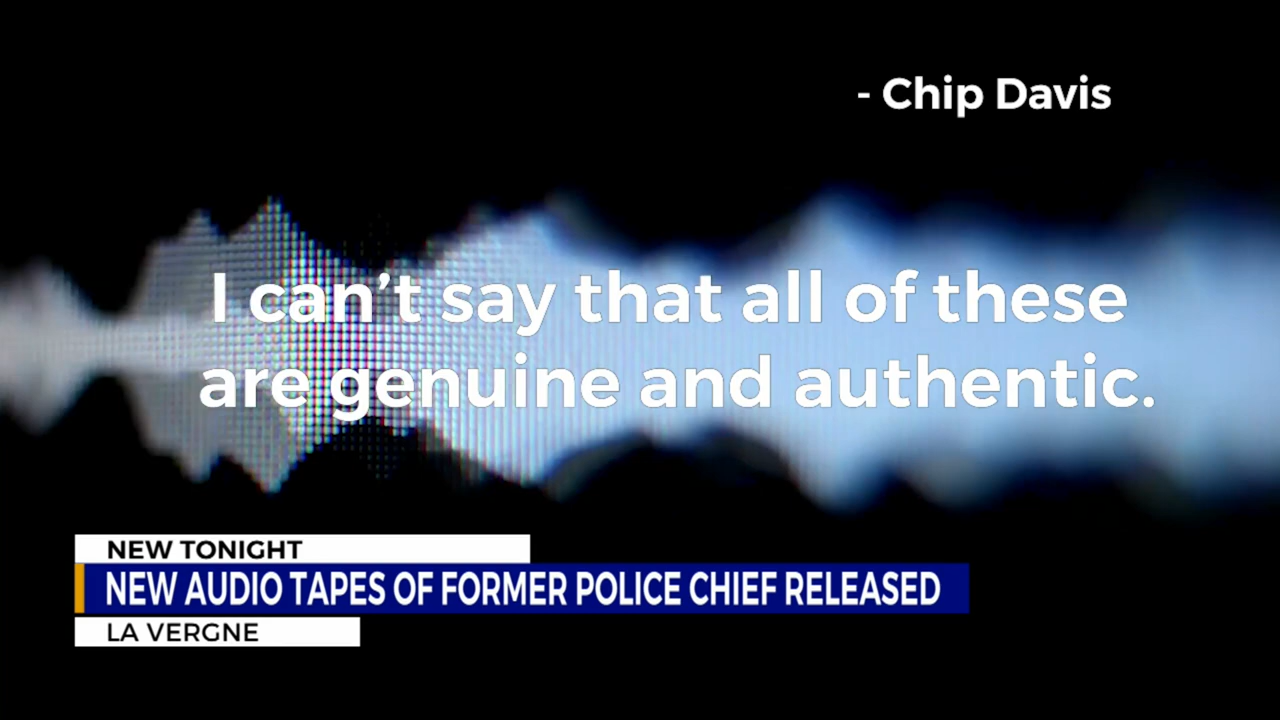 - Chip Davis
I can’t say that all of these
are genuine and authentic.
NEW TONIGHT
NEW AUDIO TAPES OF FORMER POLICE CHIEF RELEASED
LA VERGNE